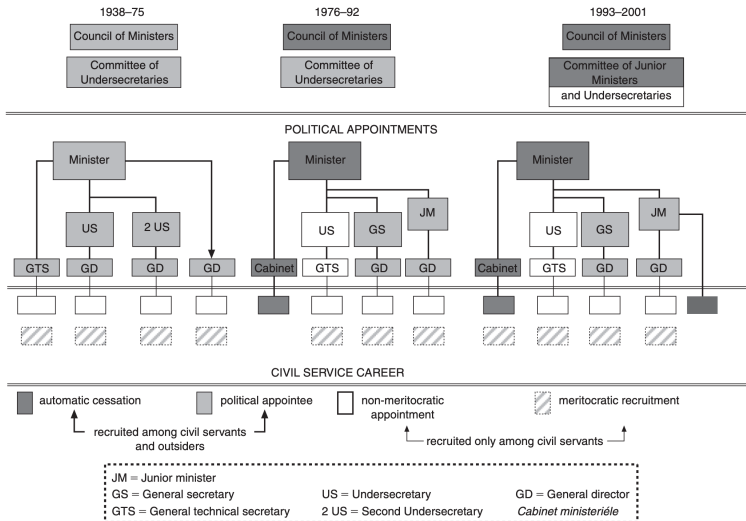 1938–75
1976–92
1993–2001
Council of Ministers
Council of Ministers
Council of Ministers
Committee of
Undersecretaries
Committee of
Undersecretaries
Committee of Junior
Ministers
and Undersecretaries
POLITICAL APPOINTMENTS
Minister
Minister
Minister
US
2 US
US
GS
JM
US
GS
JM
GTS
GD
GD
GD
Cabinet
GTS
GD
GD
Cabinet
GTS
GD
GD
CIVIL SERVICE CAREER
automatic cessation
political appointee
non-meritocratic
appointment
meritocratic recruitment
recruited among civil servants
and outsiders
recruited only among civil servants
JM = Junior minister
GS = General secretary
US = Undersecretary
GD = General director
GTS = General technical secretary
2 US = Second Undersecretary
Cabinet ministeriéle